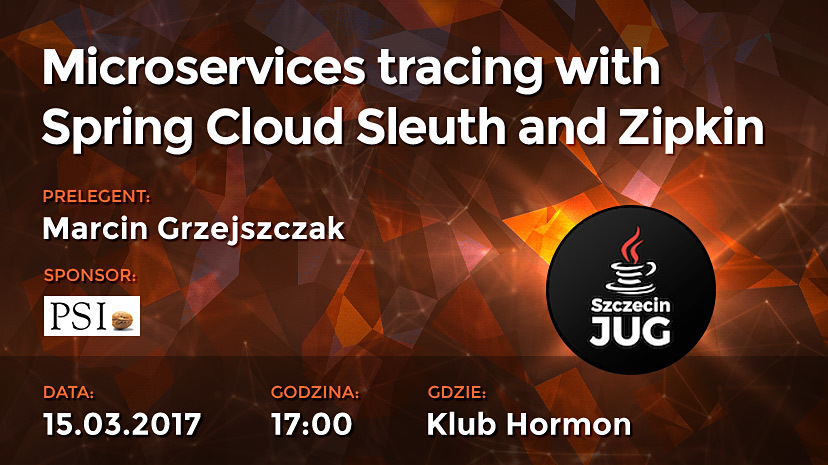 Microservices tracing with
Spring Cloud Sleuth and Zipkin
PRELEGENT:
Marcin Grzejszczak
SPONSOR:
PSI
Szczecin
JUG
DATA:
15.03.2017
GODZINA:
17:00
GDZIE:
Klub Hormon